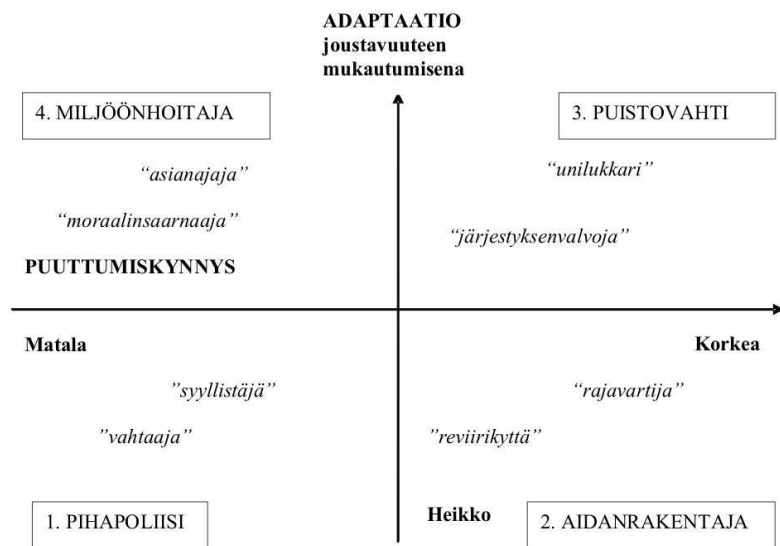 ADAPTAATIO
joustavuuteen
mukautumisena
4. MILJÖÖNHOITAJA
3. PUISTOVAHTI
“asianajaja”
“unilukkari”
“moraalinsaarnaaja”
“järjestyksenvalvoja”
PUUTTUMISKYNNYS
Matala
Korkea
”syyllistäjä”
”rajavartija”
”vahtaaja”
”reviirikyttä”
1. PIHAPOLIISI
Heikko
2. AIDANRAKENTAJA